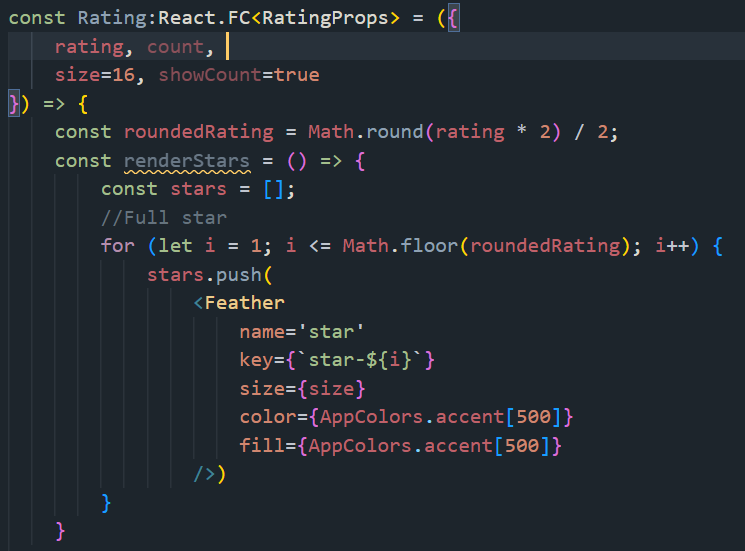 const Rating:React.FC<RatingProps> = ({
    rating, count,
    size=16, showCount=true
}) => {
    const roundedRating = Math.round(rating * 2) / 2;
    const renderStars = () => {
        const stars = [];
        //Full star
        for (let i = 1; i <= Math.floor(roundedRating); i++) {
            stars.push(
                <Feather
                    name='star'
                    key={`star-${i}`}
                    size={size}
                    color={AppColors.accent[500]}
                    fill={AppColors.accent[500]}
                />)
        }
    }